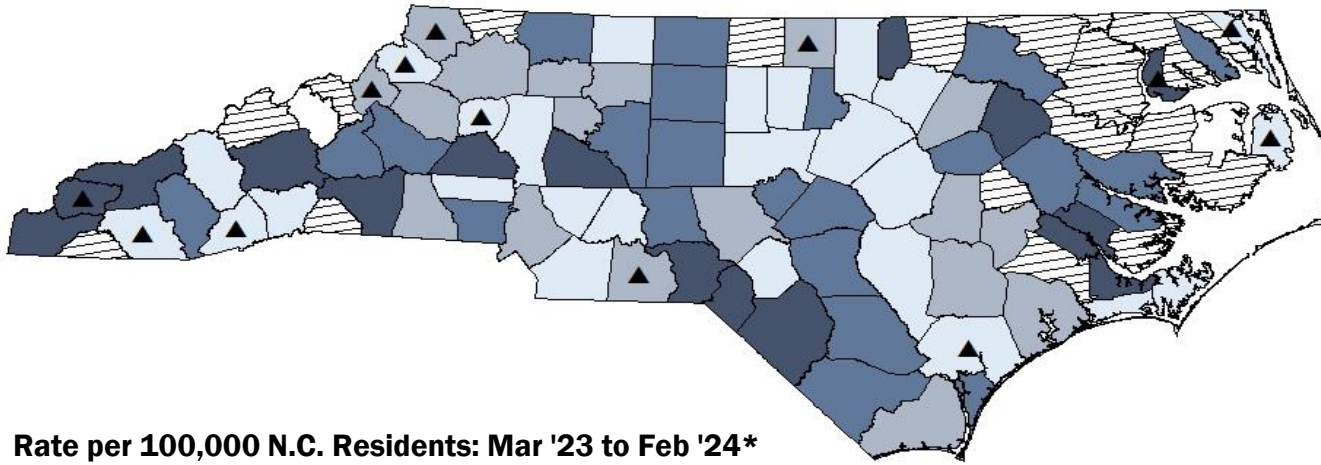 Rate per 100,000 N.C. Residents: Mar '23 to Feb '24*